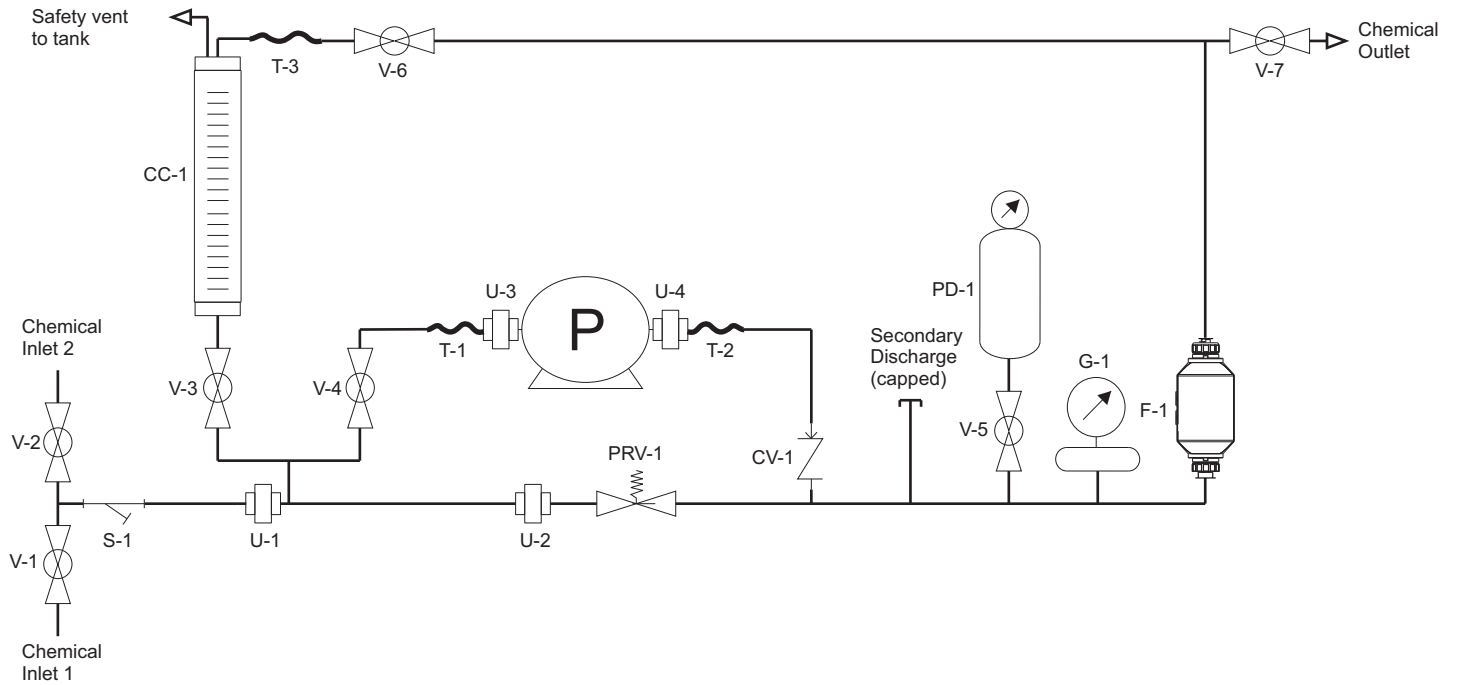 Safety vent
to tank
T-3
V-6
V-7
Chemical
Outlet
CC-1
PD-1
U-3
U-4
P
Chemical
Inlet 2
Secondary
Discharge
(capped)
T-1
T-2
G-1
V-3
V-4
F-1
V-2
V-5
PRV-1
CV-1
S-1
U-1
U-2
V-1
Chemical
Inlet 1